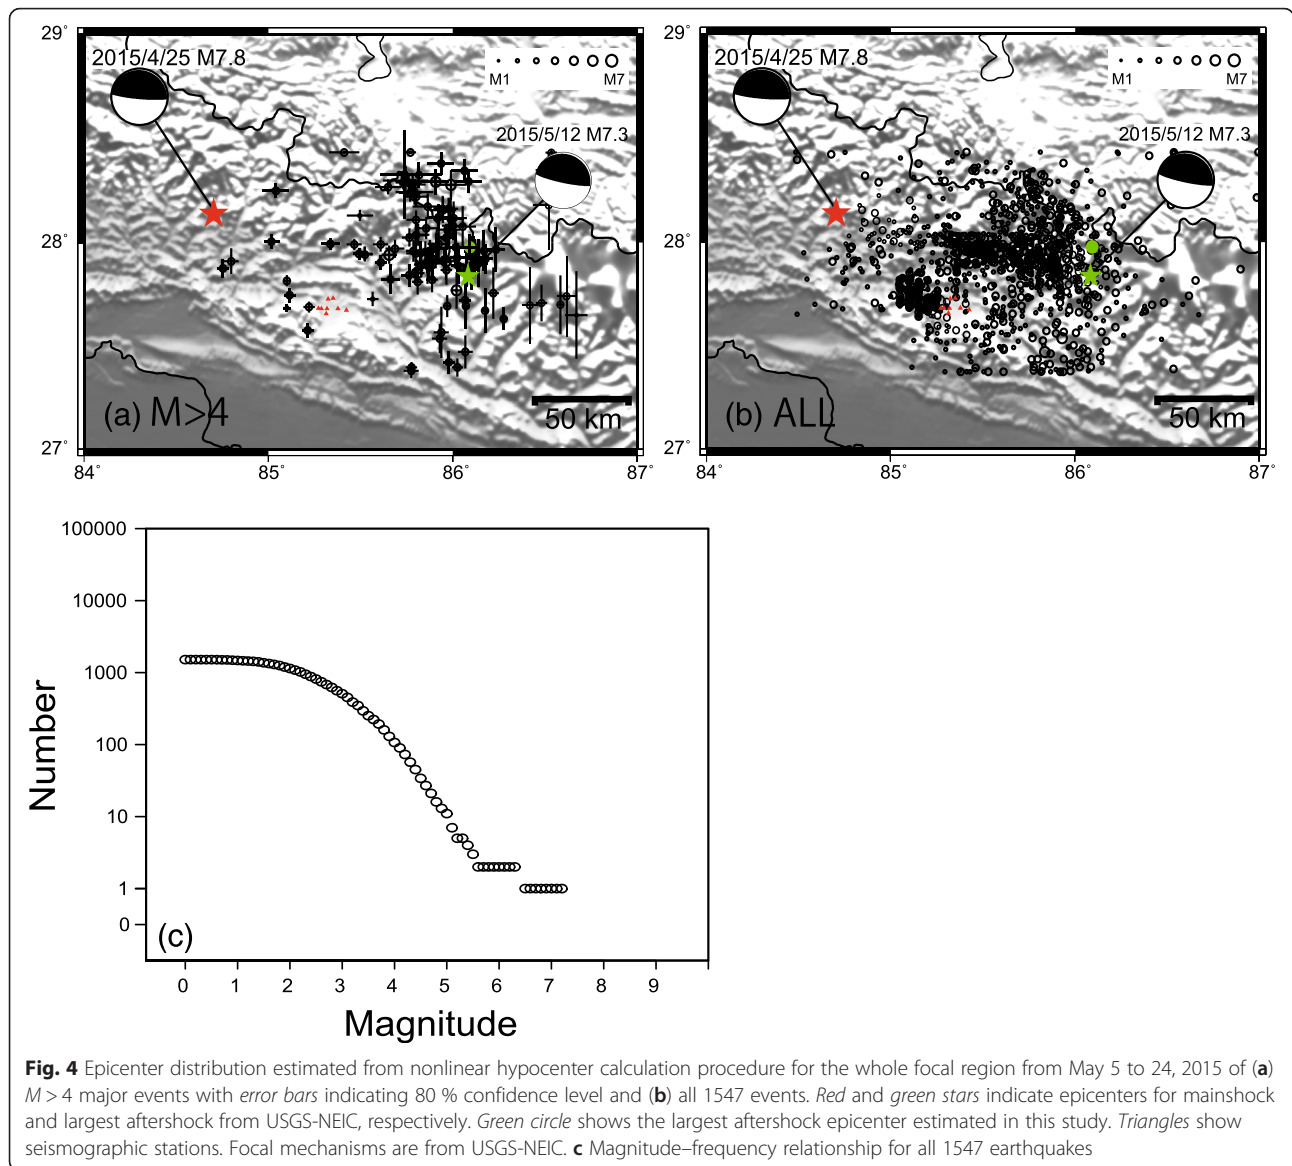 29°
2015/4/25 M7.8
M1 M7
2015/5/12 M7.3
28°
(a) M>4
50 km
27°
84° 85° 86° 87°
29°
2015/4/25 M7.8
M1 M7
2015/5/12 M7.3
28°
(b) ALL
50 km
27°
84° 85° 86° 87°
100000
10000
1000
100
10
1
0
Number
(c)
0 1 2 3 4 5 6 7 8 9
Magnitude
Fig. 4 Epicenter distribution estimated from nonlinear hypocenter calculation procedure for the whole focal region from May 5 to 24, 2015 of (a)
M > 4 major events with error bars indicating 80 % confidence level and (b) all 1547 events. Red and green stars indicate epicenters for mainshock
and largest aftershock from USGS-NEIC, respectively. Green circle shows the largest aftershock epicenter estimated in this study. Triangles show
seismographic stations. Focal mechanisms are from USGS-NEIC. c Magnitude–frequency relationship for all 1547 earthquakes